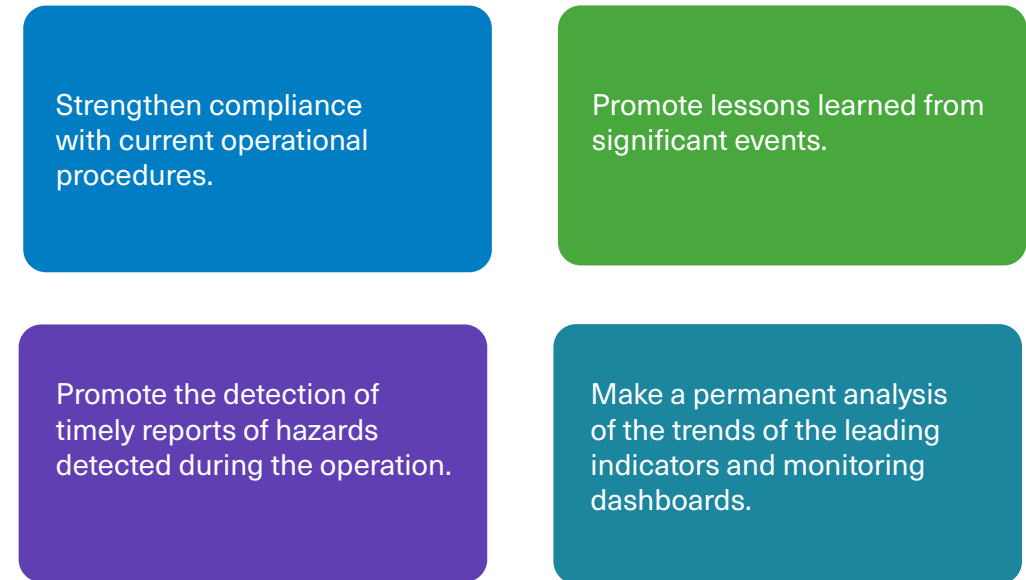 Strengthen compliance
with current operational
procedures.
Promote lessons learned from
significant events.
Promote the detection of
timely reports of hazards
detected during the operation.
Make a permanent analysis
of the trends of the leading
indicators and monitoring
dashboards.